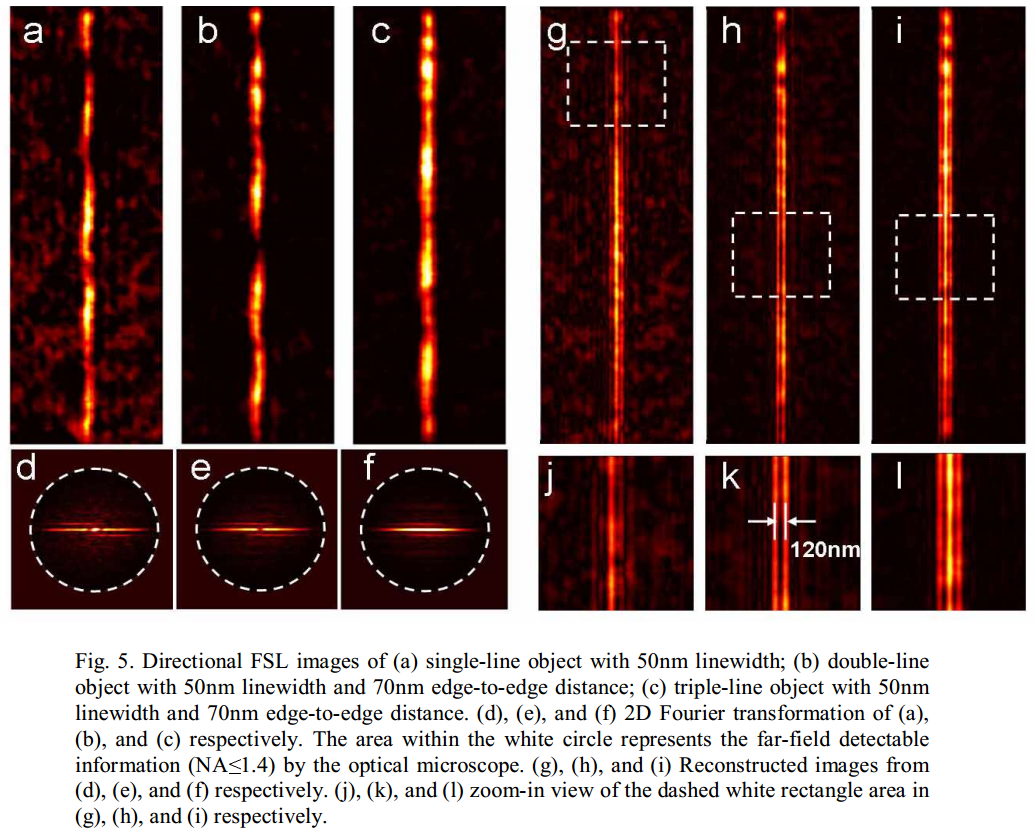 a
b
c
g
h
i
d
e
f
j
k
l
120nm
Fig. 5. Directional FSL images of (a) single-line object with 50nm linewidth; (b) double-line
object with 50nm linewidth and 70nm edge-to-edge distance; (c) triple-line object with 50nm
linewidth and 70nm edge-to-edge distance. (d), (e), and (f) 2D Fourier transformation of (a),
(b), and (c) respectively. The area within the white circle represents the far-field detectable
information (NA≤1.4) by the optical microscope. (g), (h), and (i) Reconstructed images from
(d), (e), and (f) respectively. (j), (k), and (l) zoom-in view of the dashed white rectangle area in
(g), (h), and (i) respectively.